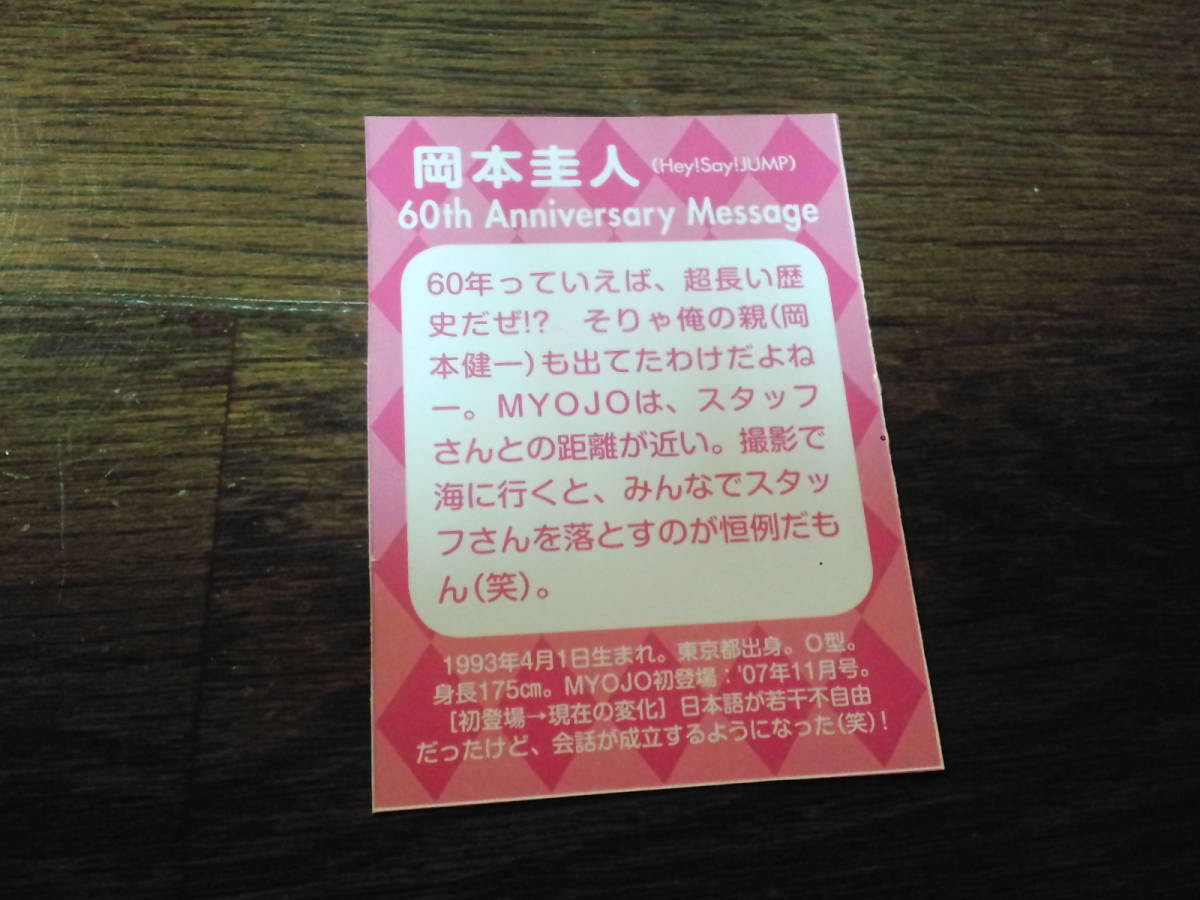 岡本圭人(Hey!Say!JUMP)
60th Anniversary Message
60年っていえば、超長い歴
史だぜ!? そりゃ俺の親(岡
本健一)も出てたわけだよね
ー。MYOJOは、スタッフ
さんとの距離が近い。撮影で
海に行くと、みんなでスタッ
フさんを落とすのが恒例だも
ん(笑)。
1993年4月1日生まれ。東京都出身。O型。
身長175㎝。MYOJO初登場：'07年11月号。
[初登場→現在の変化] 日本語が若干不自由
だったけど、会話が成立するようになった(笑)!